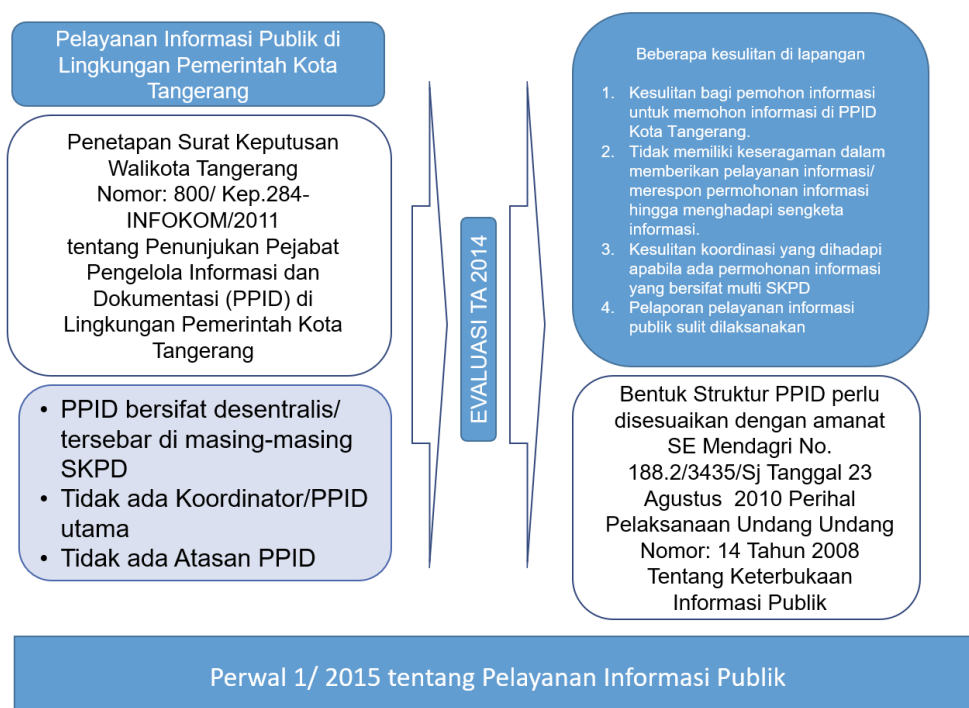 Pelayanan Informasi Publik di
Lingkungan Pemerintah Kota
Tangerang
Penetapan Surat Keputusan
Walikota Tangerang
Nomor: 800/ Kep.284-
INFOKOM/2011
tentang Penunjukan Pejabat
Pengelola Informasi dan
Dokumentasi (PPID) di
Lingkungan Pemerintah Kota
Tangerang
• PPID bersifat desentralis/
tersebar di masing-masing
SKPD
• Tidak ada Koordinator/PPID
utama
• Tidak ada Atasan PPID
EVALUASI TA 2014
Beberapa kesulitan di lapangan
1. Kesulitan bagi pemohon informasi
untuk memohon informasi di PPID
Kota Tangerang.
2. Tidak memiliki keseragaman dalam
memberikan pelayanan informasi/
merespon permohonan informasi
hingga menghadapi sengketa
informasi.
3. Kesulitan koordinasi yang dihadapi
apabila ada permohonan informasi
yang bersifat multi SKPD
4. Pelaporan pelayanan informasi
publik sulit dilaksanakan
Bentuk Struktur PPID perlu
disesuaikan dengan amanat
SE Mendagri No.
188.2/3435/Sj Tanggal 23
Agustus 2010 Perihal
Pelaksanaan Undang Undang
Nomor: 14 Tahun 2008
Tentang Keterbukaan
Informasi Publik
Perwal 1/ 2015 tentang Pelayanan Informasi Publik